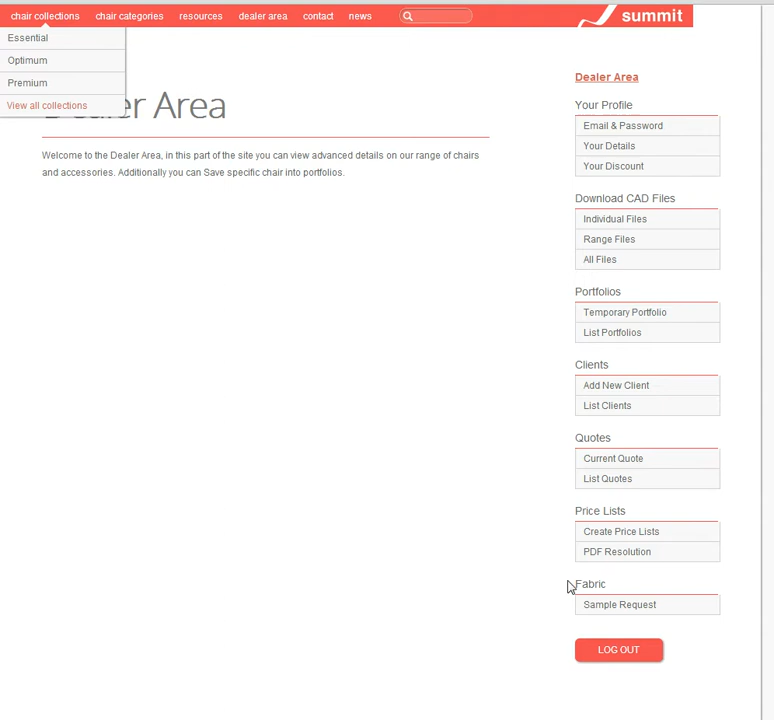 chair collections chair categories resources dealer area contact news
summit
Essential
Optimum
Premium
View all collections
Dealer Area
Welcome to the Dealer Area, in this part of the site you can view advanced details on our range of chairs
and accessories. Additionally you can Save specific chair into portfolios.
Dealer Area
Your Profile
Email & Password
Your Details
Your Discount
Download CAD Files
Individual Files
Range Files
All Files
Portfolios
Temporary Portfolio
List Portfolios
Clients
Add New Client
List Clients
Quotes
Current Quote
List Quotes
Price Lists
Create Price Lists
PDF Resolution
Fabric
Sample Request
LOG OUT